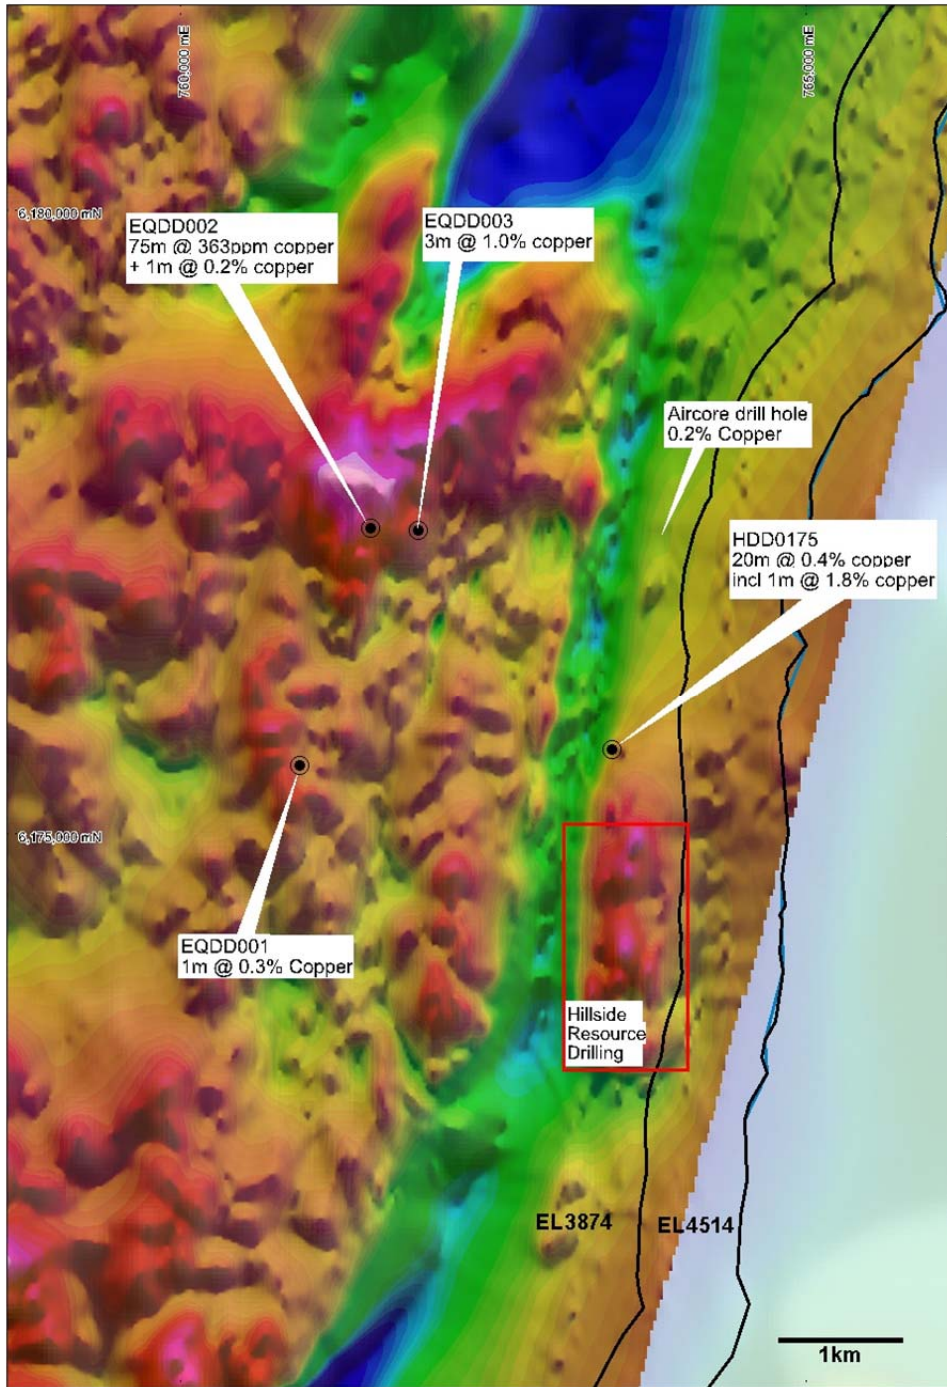 760,000 mE
765,000 mE
6,180,000 mN
EQDD002
75m @ 363ppm copper
+ 1m @ 0.2% copper
EQDD003
3m @ 1.0% copper
Aircore drill hole
0.2% Copper
HDD0175
20m @ 0.4% copper
incl 1m @ 1.8% copper
6,175,000 mN
EQDD001
1m @ 0.3% Copper
Hillside
Resource
Drilling
EL3874
EL4514
1km